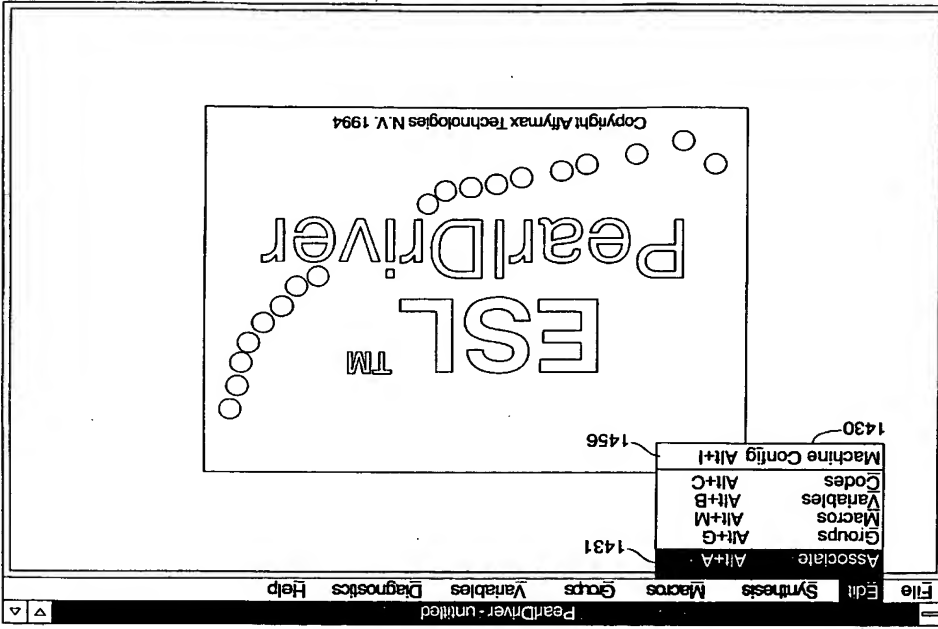 PearlDriver - untitled
File Edit Synthesis Macros Groups Variables Diagnostics Help
Associate Alt+A
1431
Groups Alt+G
Macros Alt+M
Variables Alt+B
Codes Alt+C
Machine Config Alt+I
1456
1430
ESL TM
PearlDriver
Copyright Affymax Technologies N.V. 1994